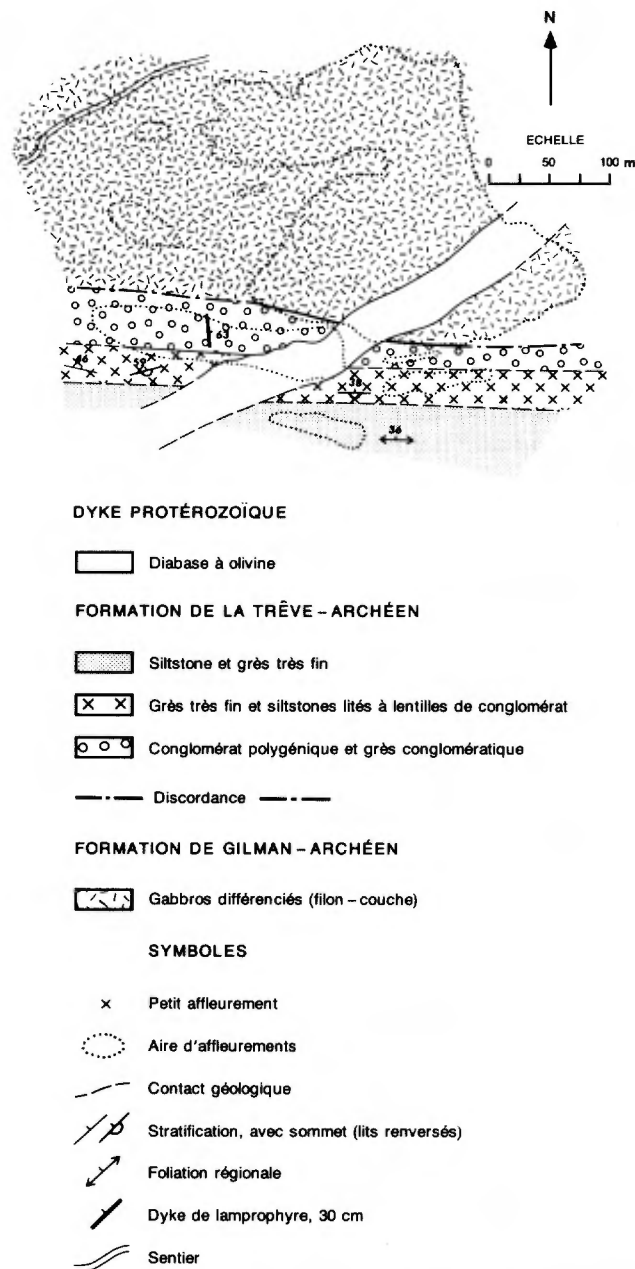 N
ECHELLE
0 50 100 m
63
46
59
38
36
DYKE PROTÉROZOÏQUE
Diabase à olivine
FORMATION DE LA TRÊVE – ARCHÉEN
Siltstone et grès très fin
Grès très fin et siltstones lités à lentilles de conglomérat
Conglomérat polygénique et grès conglomératique
Discordance
FORMATION DE GILMAN – ARCHÉEN
Gabbros différenciés (filon – couche)
SYMBOLES
Petit affleurement
Aire d'affleurements
Contact géologique
Stratification, avec sommet (lits renversés)
Foliation régionale
Dyke de lamprophyre, 30 cm
Sentier